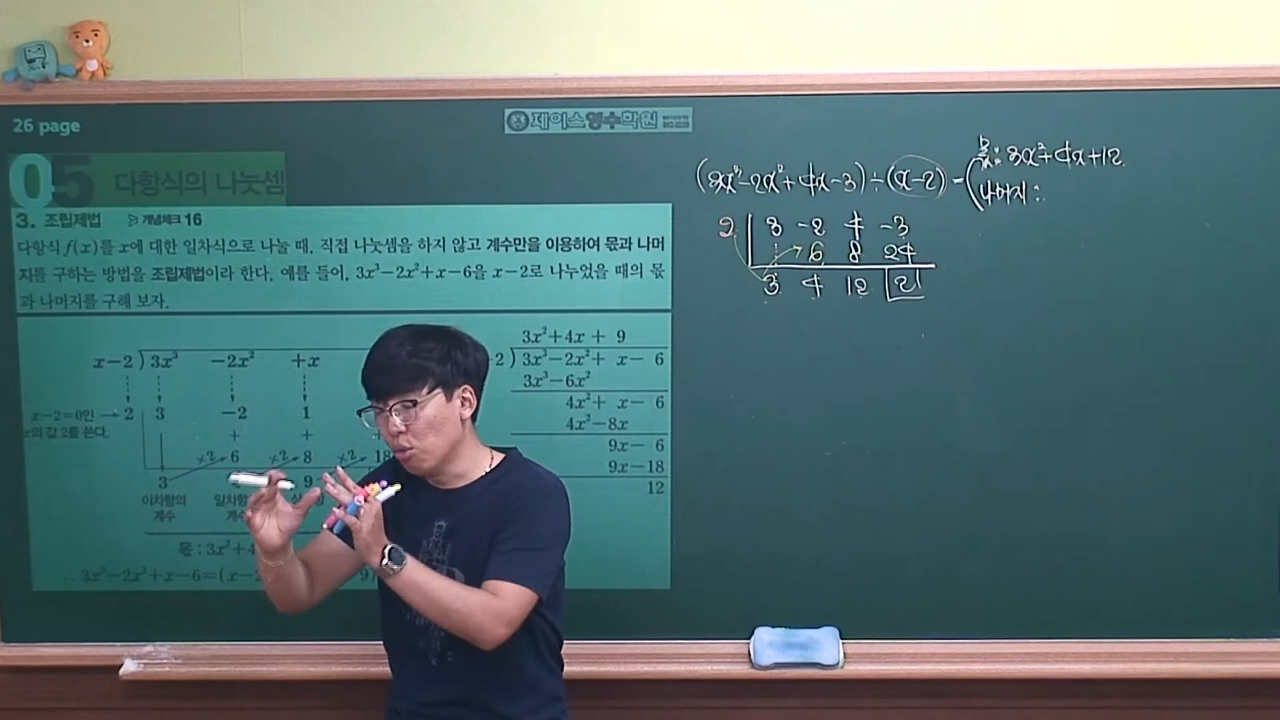 26 page
제이스영수학원
05 다항식의 나눗셈
3. 조립제법 개념체크 16
다항식 f(x)를 x에 대한 일차식으로 나눌 때, 직접 나눗셈을 하지 않고 계수만을 이용하여 몫과 나머
지를 구하는 방법을 조립제법이라 한다. 예를 들어, 3x³-2x²+x-6을 x-2로 나누었을 때의 몫
과 나머지를 구해 보자.
x-2 ) 3x³ -2x² +x
x-2=0인 → 2 3 -2 1
x의 값 2를 쓴다.
+ +
×2 6 ×2 8 ×2 18
3 9
이차항의 일차항
계수 계수
몫 : 3x²+4
∴ 3x³-2x²+x-6=(x-2 9)
3x²+4x + 9
2 ) 3x³-2x²+ x- 6
3x³-6x²
4x²+ x- 6
4x²-8x
9x- 6
9x-18
12
(3x³-2x²+4x-3)÷(x-2) = 몫: 3x²+4x+12
나머지:
2 3 -2 4 -3
6 8 24
3 4 12 21